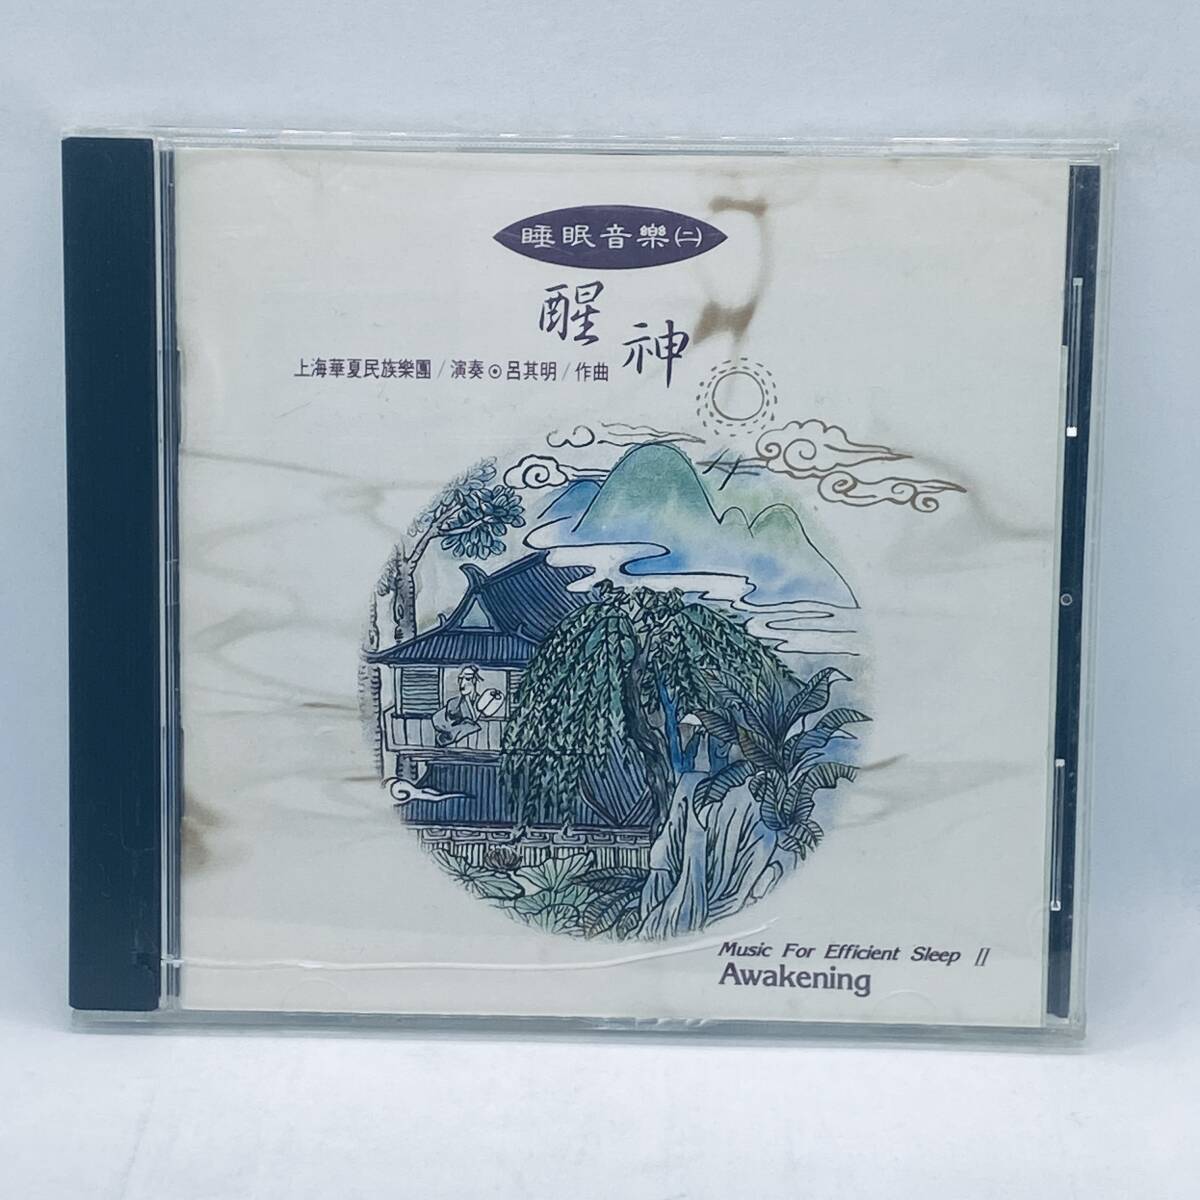 睡眠音樂㈡
醒神
上海華夏民族樂團/演奏⊙呂其明/作曲
Music For Efficient Sleep II
Awakening